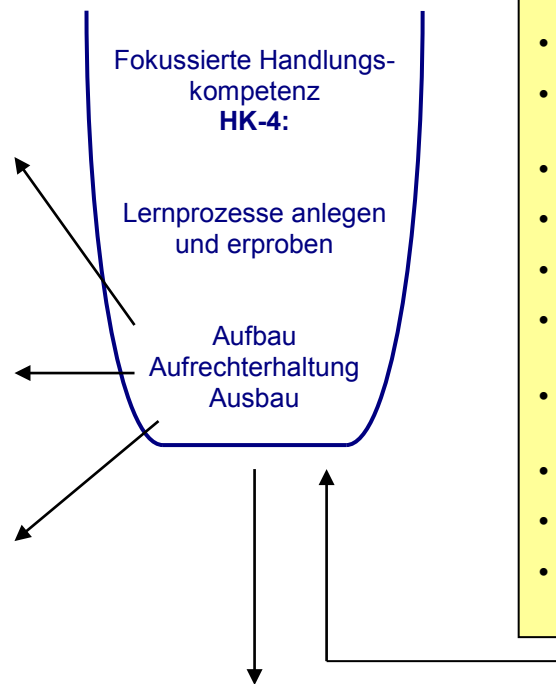 Fokussierte Handlungs-
kompetenz
HK-4:
Lernprozesse anlegen
und erproben
Aufbau
Aufrechterhaltung
Ausbau